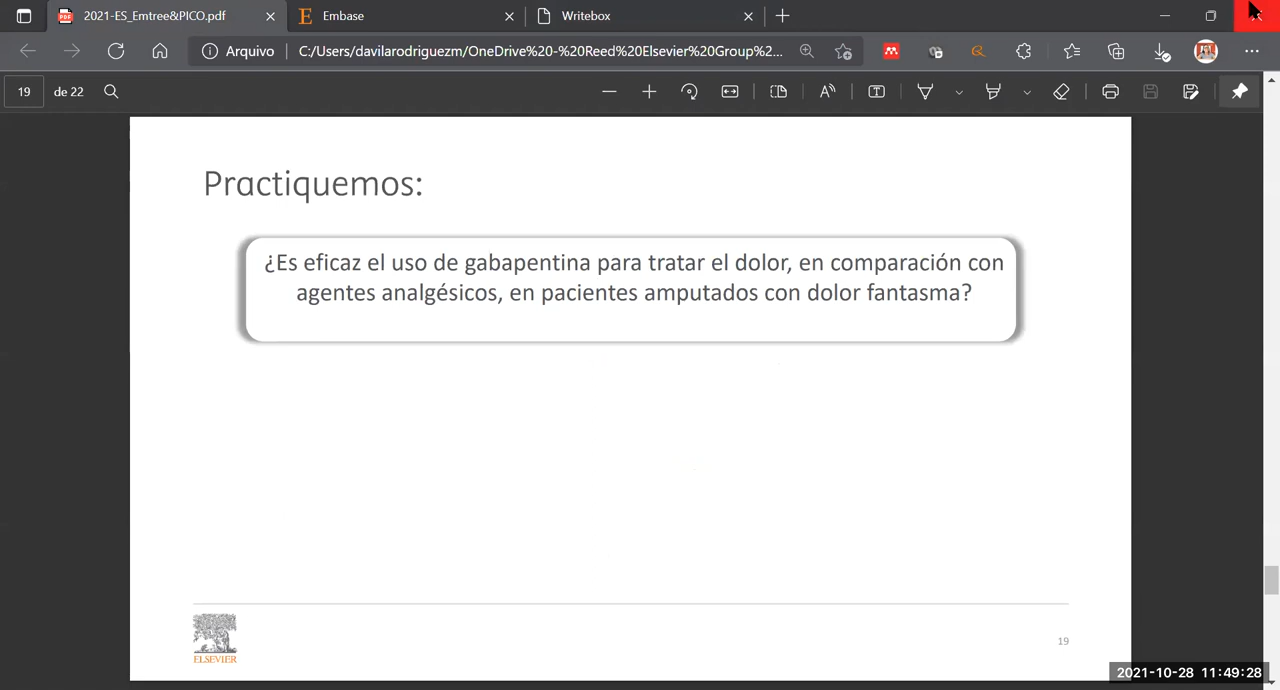 2021-ES_Emtree&PICO.pdf
Embase
Writebox
Arquivo
C:/Users/davilarodriguezm/OneDrive%20-%20Reed%20Elsevier%20Group%2...
19
de 22
Practiquemos:
¿Es eficaz el uso de gabapentina para tratar el dolor, en comparación con
agentes analgésicos, en pacientes amputados con dolor fantasma?
ELSEVIER
19
2021-10-28 11:49:28